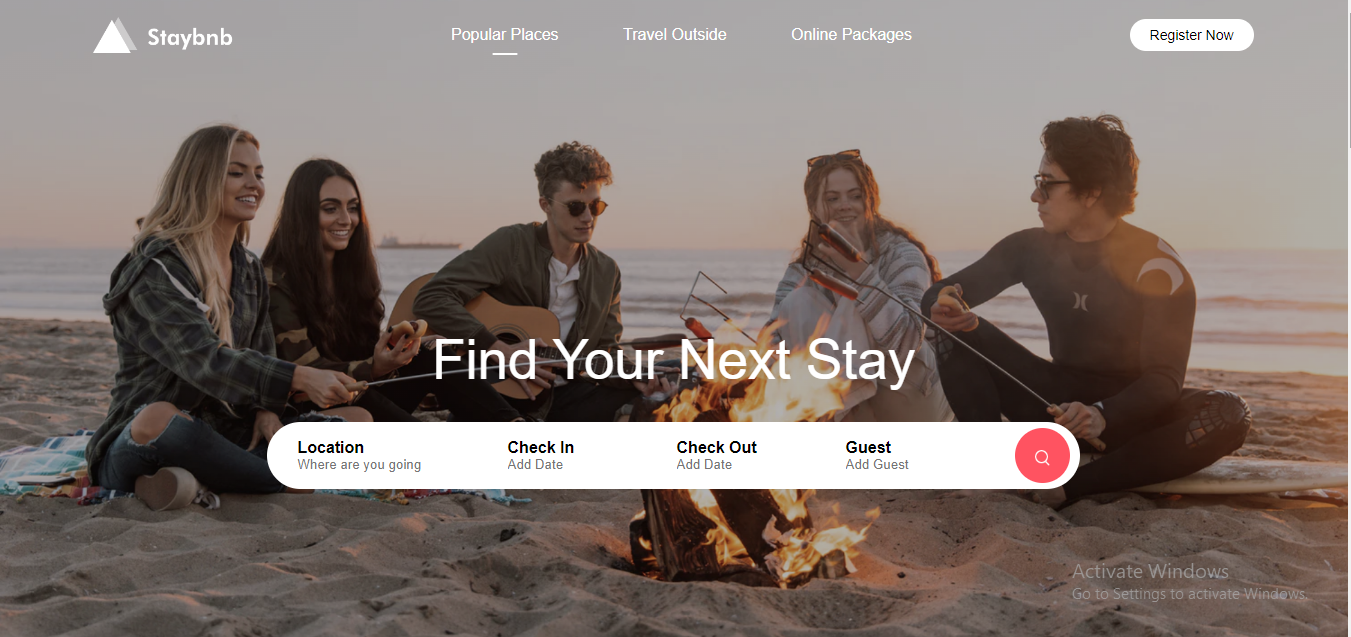 Staybnb
Popular Places
Travel Outside
Online Packages
Register Now
Find Your Next Stay
Location
Where are you going
Check In
Add Date
Check Out
Add Date
Guest
Add Guest
Activate Windows
Go to Settings to activate Windows.